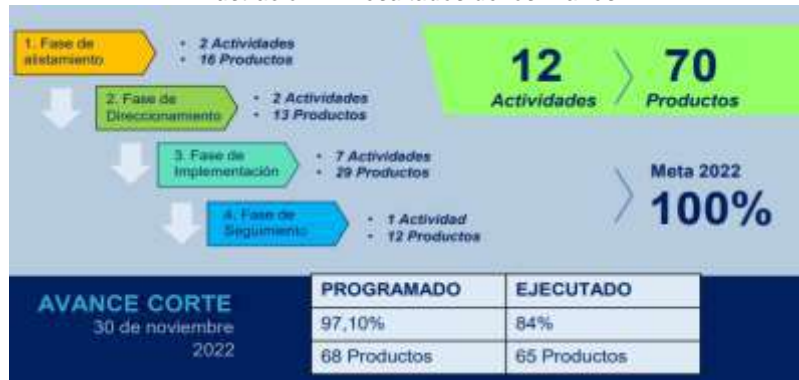 1. Fase de
alistamiento
• 2 Actividades
• 16 Productos
2. Fase de
Direccionamiento
• 2 Actividades
• 13 Productos
3. Fase de
Implementación
• 7 Actividades
• 29 Productos
4. Fase de
Seguimiento
• 1 Actividad
• 12 Productos
12
Actividades
70
Productos
Meta 2022
100%
AVANCE CORTE
30 de noviembre
2022
PROGRAMADO EJECUTADO
97,10% 84%
68 Productos 65 Productos